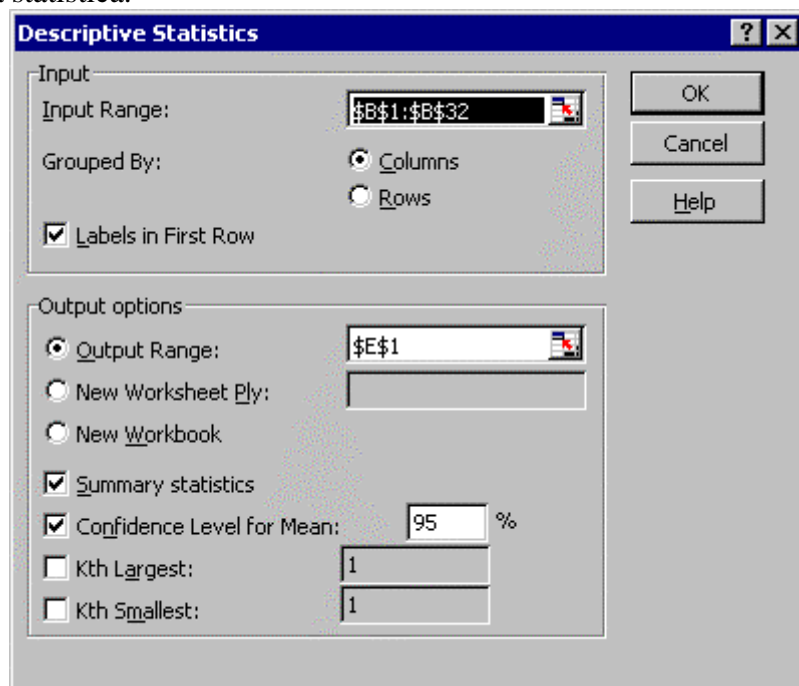 statistica.
Descriptive Statistics
Input
Input Range: $B$1:$B$32
Grouped By: Columns
Rows
Labels in First Row
OK
Cancel
Help
Output options
Output Range: $E$1
New Worksheet Ply:
New Workbook
Summary statistics
Confidence Level for Mean: 95 %
Kth Largest: 1
Kth Smallest: 1